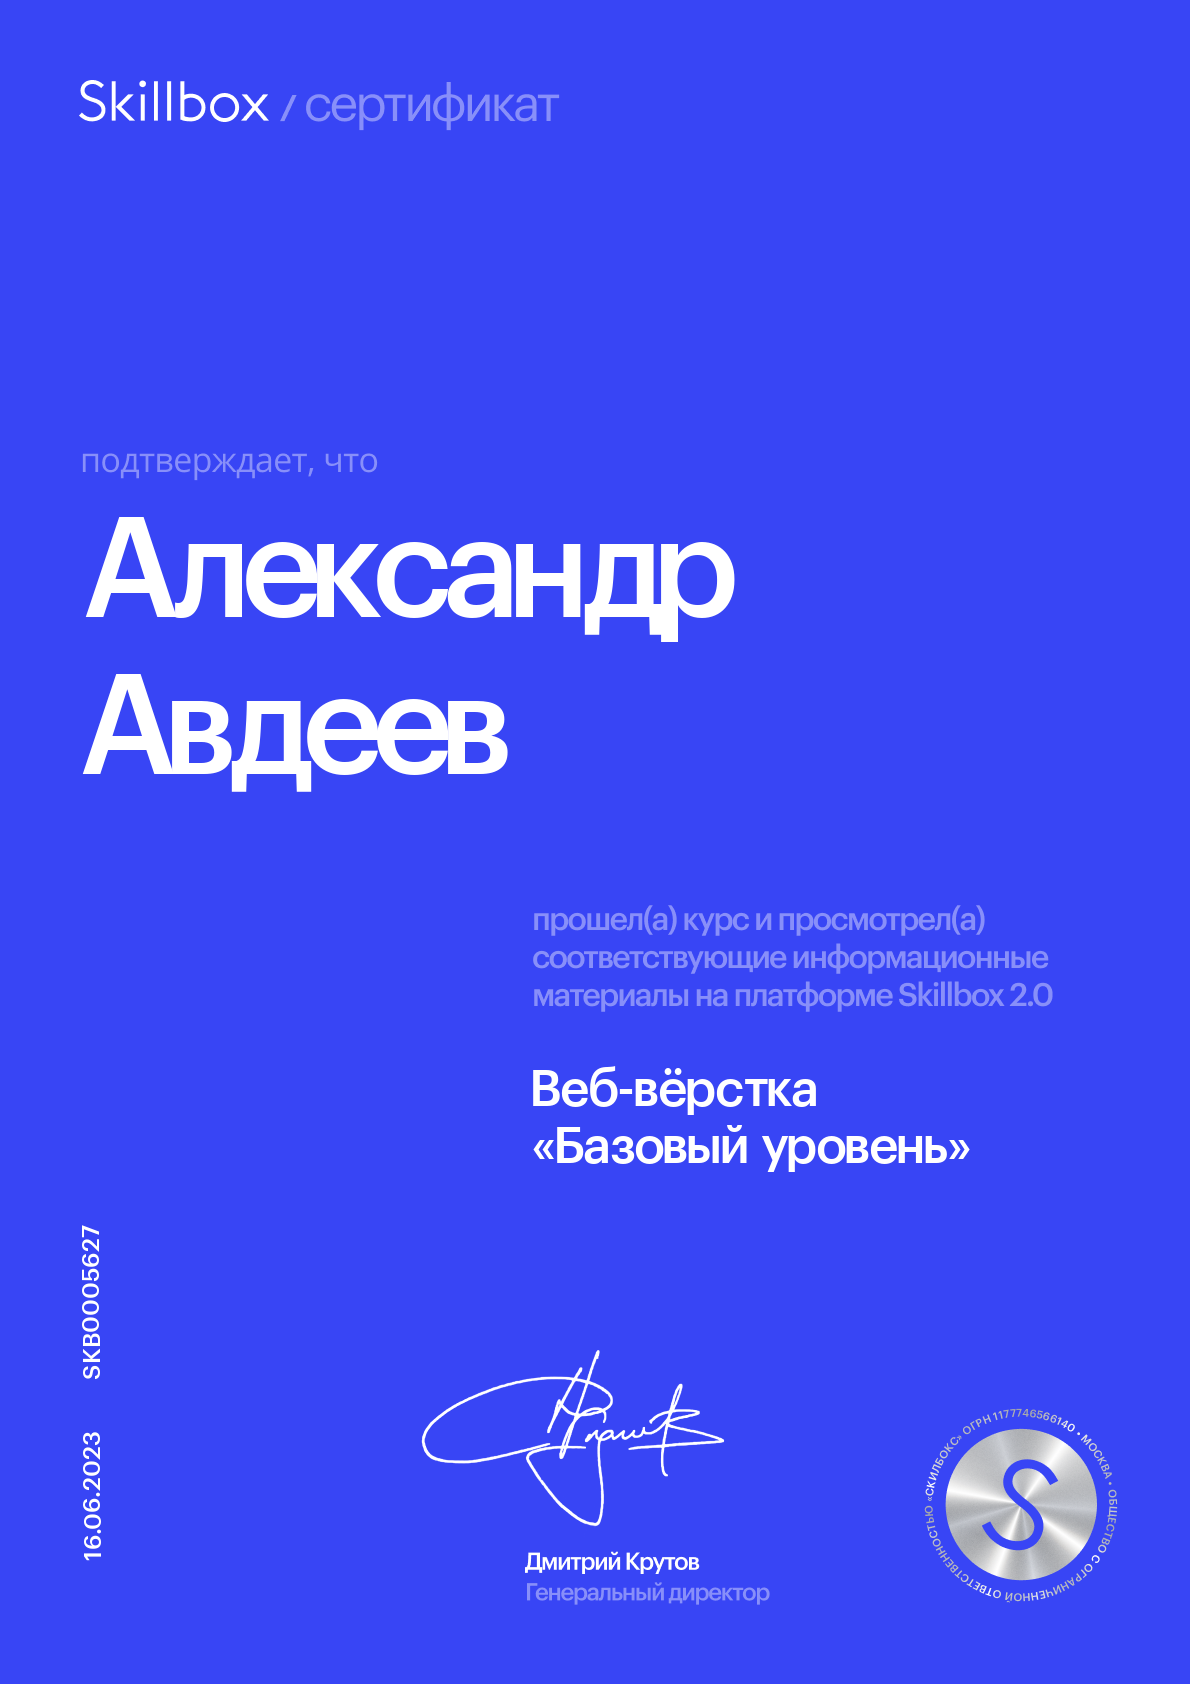 Skillbox / сертификат
подтверждает, что
Александр
Авдеев
прошел(а) курс и просмотрел(а)
соответствующие информационные
материалы на платформе Skillbox 2.0
Веб-вёрстка
«Базовый уровень»
SKB0005627
16.06.2023
Дмитрий Крутов
Генеральный директор
• МОСКВА • ОБЩЕСТВО С ОГРАНИЧЕННОЙ ОТВЕТСТВЕННОСТЬЮ «СКИЛБОКС» ОГРН 1177746566140